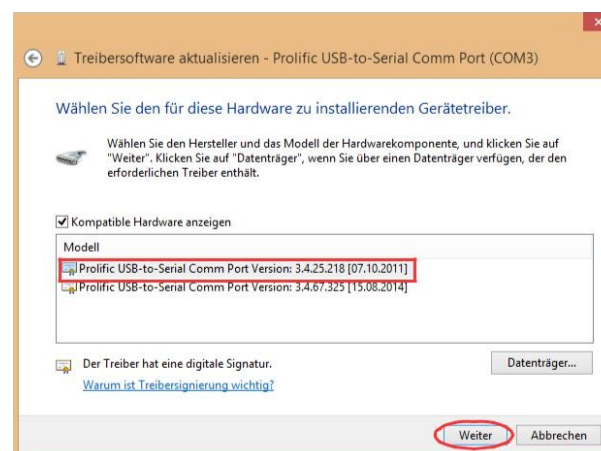 Treibersoftware aktualisieren - Prolific USB-to-Serial Comm Port (COM3)
Wählen Sie den für diese Hardware zu installierenden Gerätetreiber.
Wählen Sie den Hersteller und das Modell der Hardwarekomponente, und klicken Sie auf
"Weiter". Klicken Sie auf "Datenträger", wenn Sie über einen Datenträger verfügen, der den
erforderlichen Treiber enthält.
Kompatible Hardware anzeigen
Modell
Prolific USB-to-Serial Comm Port Version: 3.4.25.218 [07.10.2011]
Prolific USB-to-Serial Comm Port Version: 3.4.67.325 [15.08.2014]
Der Treiber hat eine digitale Signatur.
Datenträger...
Warum ist Treibersignierung wichtig?
Weiter
Abbrechen